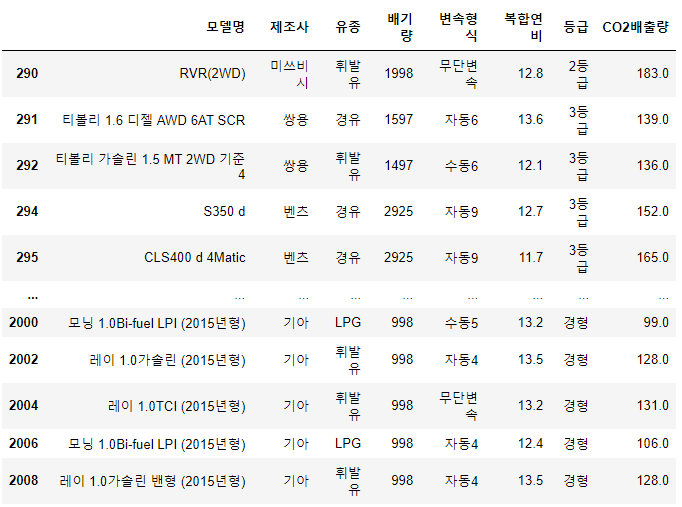 모델명 제조사 유종 배기량 변속형식 복합연비 등급 CO2배출량
290 RVR(2WD) 미쓰비시 휘발유 1998 무단변속 12.8 2등급 183.0
291 티볼리 1.6 디젤 AWD 6AT SCR 쌍용 경유 1597 자동6 13.6 3등급 139.0
292 티볼리 가솔린 1.5 MT 2WD 기준4 쌍용 휘발유 1497 수동6 12.1 3등급 136.0
294 S350 d 벤츠 경유 2925 자동9 12.7 3등급 152.0
295 CLS400 d 4Matic 벤츠 경유 2925 자동9 11.7 3등급 165.0
... ... ... ... ... ... ... ... ...
2000 모닝 1.0Bi-fuel LPI (2015년형) 기아 LPG 998 수동5 13.2 경형 99.0
2002 레이 1.0가솔린 (2015년형) 기아 휘발유 998 자동4 13.5 경형 128.0
2004 레이 1.0TCI (2015년형) 기아 휘발유 998 무단변속 13.2 경형 131.0
2006 모닝 1.0Bi-fuel LPI (2015년형) 기아 LPG 998 자동4 12.4 경형 106.0
2008 레이 1.0가솔린 밴형 (2015년형) 기아 휘발유 998 자동4 13.5 경형 128.0